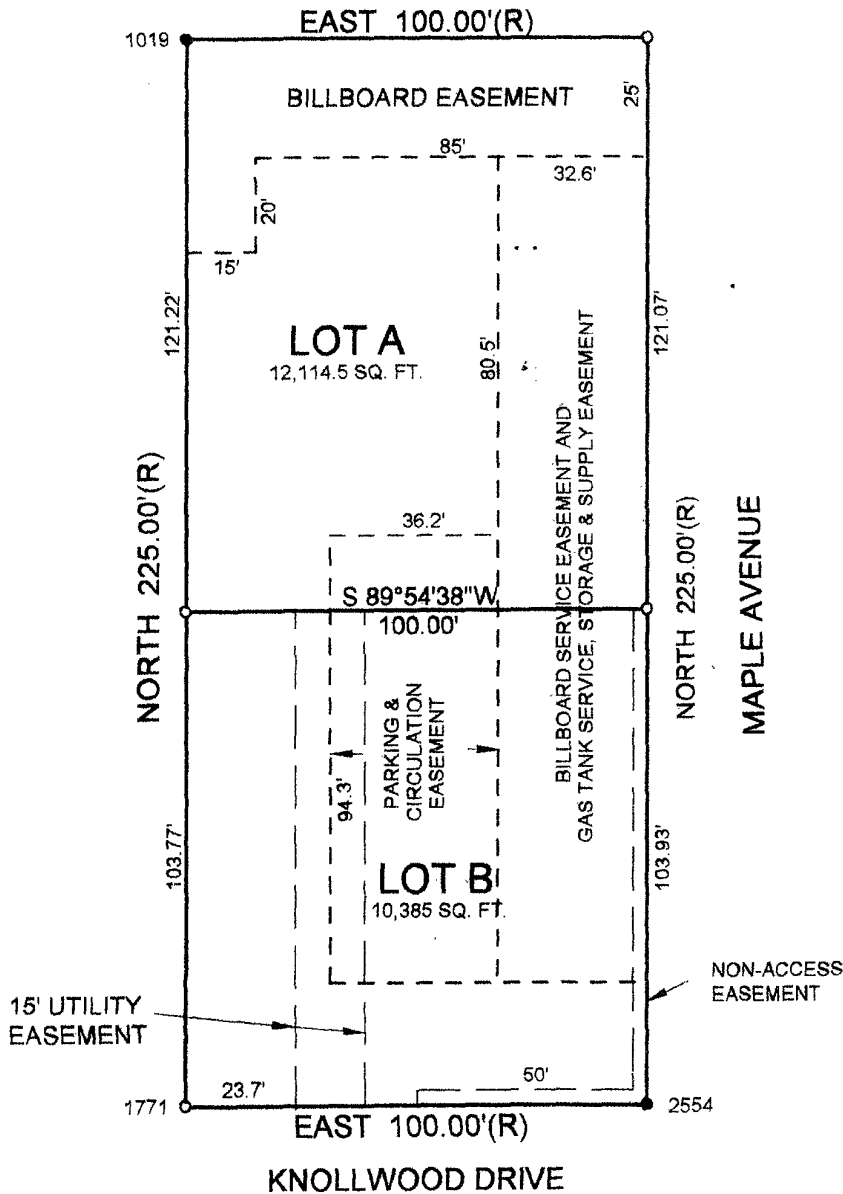 EAST 100.00'(R)
1019
BILLBOARD EASEMENT
25'
85'
32.6'
20'
15'
121.22'
LOT A
12,114.5 SQ. FT.
80.5'
121.07'
BILLBOARD SERVICE EASEMENT AND
GAS TANK SERVICE, STORAGE & SUPPLY EASEMENT
NORTH 225.00'(R)
36.2'
S 89°54'38"W
100.00'
NORTH 225.00'(R)
MAPLE AVENUE
PARKING &
CIRCULATION
EASEMENT
94.3'
103.77'
LOT B
10,385 SQ. FT.
103.93'
NON-ACCESS
EASEMENT
15' UTILITY
EASEMENT
23.7'
50'
1771
2554
EAST 100.00'(R)
KNOLLWOOD DRIVE